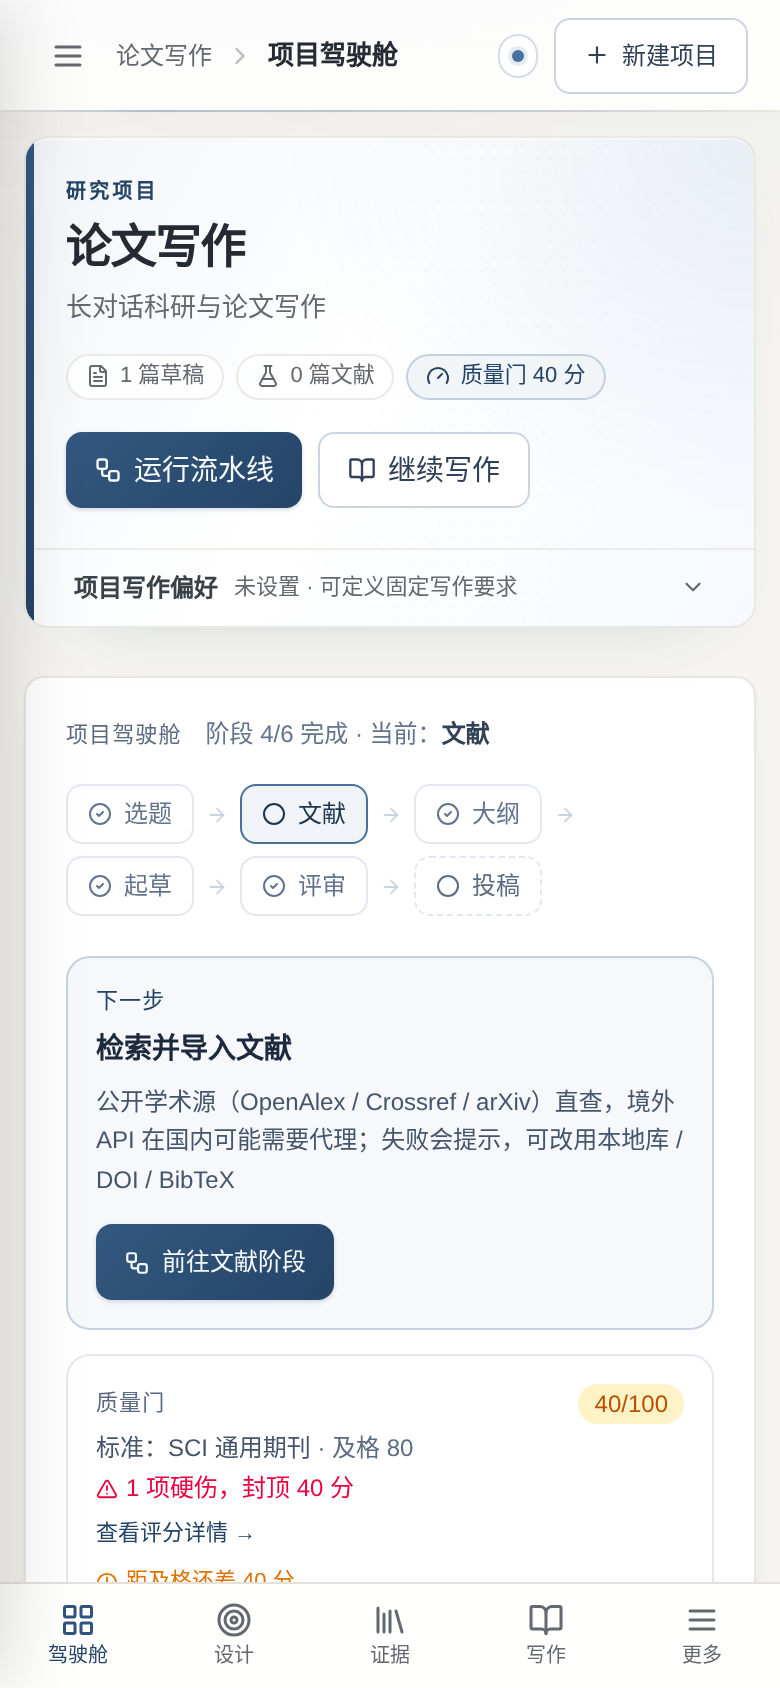 论文写作 项目驾驶舱 新建项目
研究项目
论文写作
长对话科研与论文写作
1 篇草稿 0 篇文献 质量门 40 分
运行流水线 继续写作
项目写作偏好 未设置 · 可定义固定写作要求
项目驾驶舱 阶段 4/6 完成 · 当前：文献
选题 → 文献 → 大纲 →
起草 → 评审 → 投稿
下一步
检索并导入文献
公开学术源（OpenAlex / Crossref / arXiv）直查，境外
API 在国内可能需要代理；失败会提示，可改用本地库 /
DOI / BibTeX
前往文献阶段
质量门 40/100
标准：SCI 通用期刊 · 及格 80
1 项硬伤，封顶 40 分
查看评分详情 →
距及格还差 40 分
驾驶舱 设计 证据 写作 更多